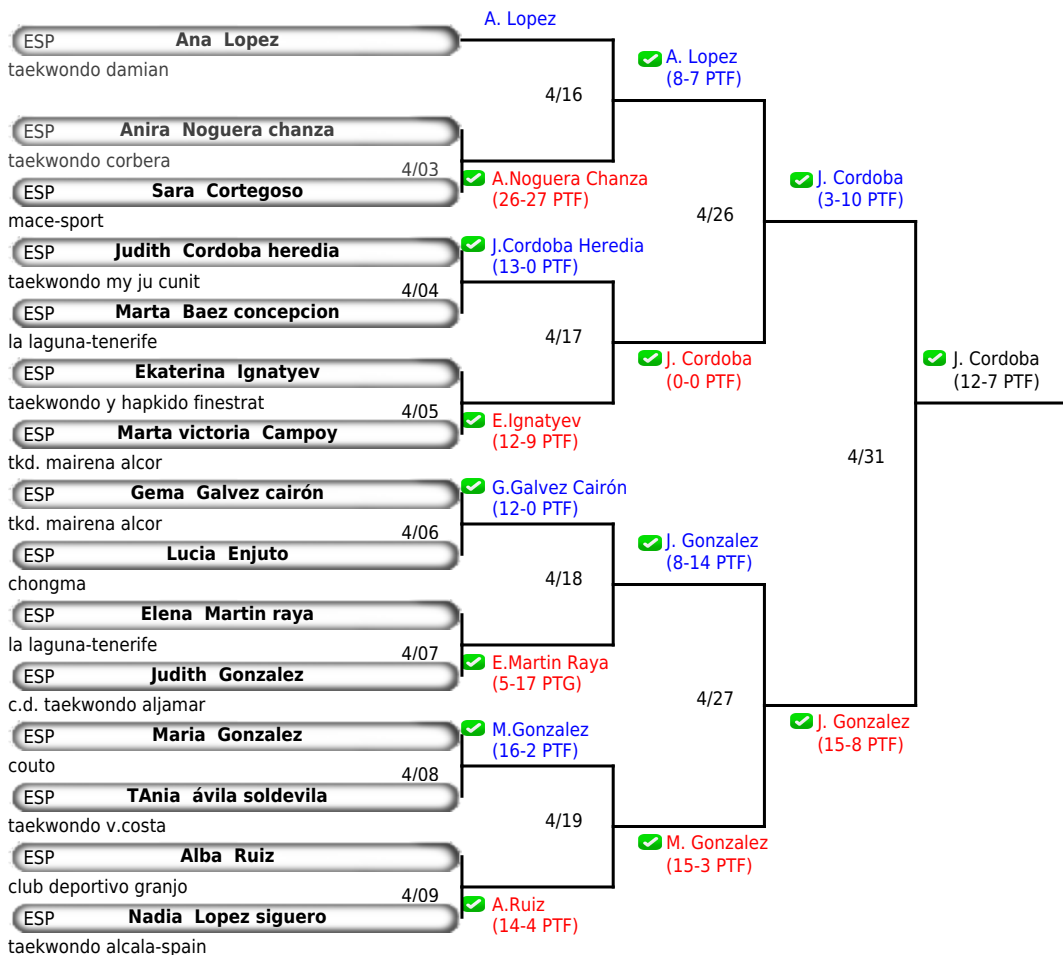 A. Lopez
ESP Ana Lopez
taekwondo damian
A. Lopez
(8-7 PTF)
4/16
ESP Anira Noguera chanza
taekwondo corbera
4/03
ESP Sara Cortegoso
A.Noguera Chanza
(26-27 PTF)
mace-sport
J. Cordoba
(3-10 PTF)
4/26
ESP Judith Cordoba heredia
J.Cordoba Heredia
(13-0 PTF)
taekwondo my ju cunit
4/04
ESP Marta Baez concepcion
la laguna-tenerife
4/17
ESP Ekaterina Ignatyev
J. Cordoba
(0-0 PTF)
J. Cordoba
(12-7 PTF)
taekwondo y hapkido finestrat
4/05
ESP Marta victoria Campoy
E.Ignatyev
(12-9 PTF)
tkd. mairena alcor
4/31
ESP Gema Galvez cairón
G.Galvez Cairón
(12-0 PTF)
tkd. mairena alcor
4/06
ESP Lucia Enjuto
J. Gonzalez
(8-14 PTF)
chongma
4/18
ESP Elena Martin raya
la laguna-tenerife
4/07
ESP Judith Gonzalez
E.Martin Raya
(5-17 PTG)
c.d. taekwondo aljamar
4/27
ESP Maria Gonzalez
M.Gonzalez
(16-2 PTF)
J. Gonzalez
(15-8 PTF)
couto
4/08
ESP TAnia ávila soldevila
taekwondo v.costa
4/19
ESP Alba Ruiz
M. Gonzalez
(15-3 PTF)
club deportivo granjo
4/09
ESP Nadia Lopez siguero
A.Ruiz
(14-4 PTF)
taekwondo alcala-spain